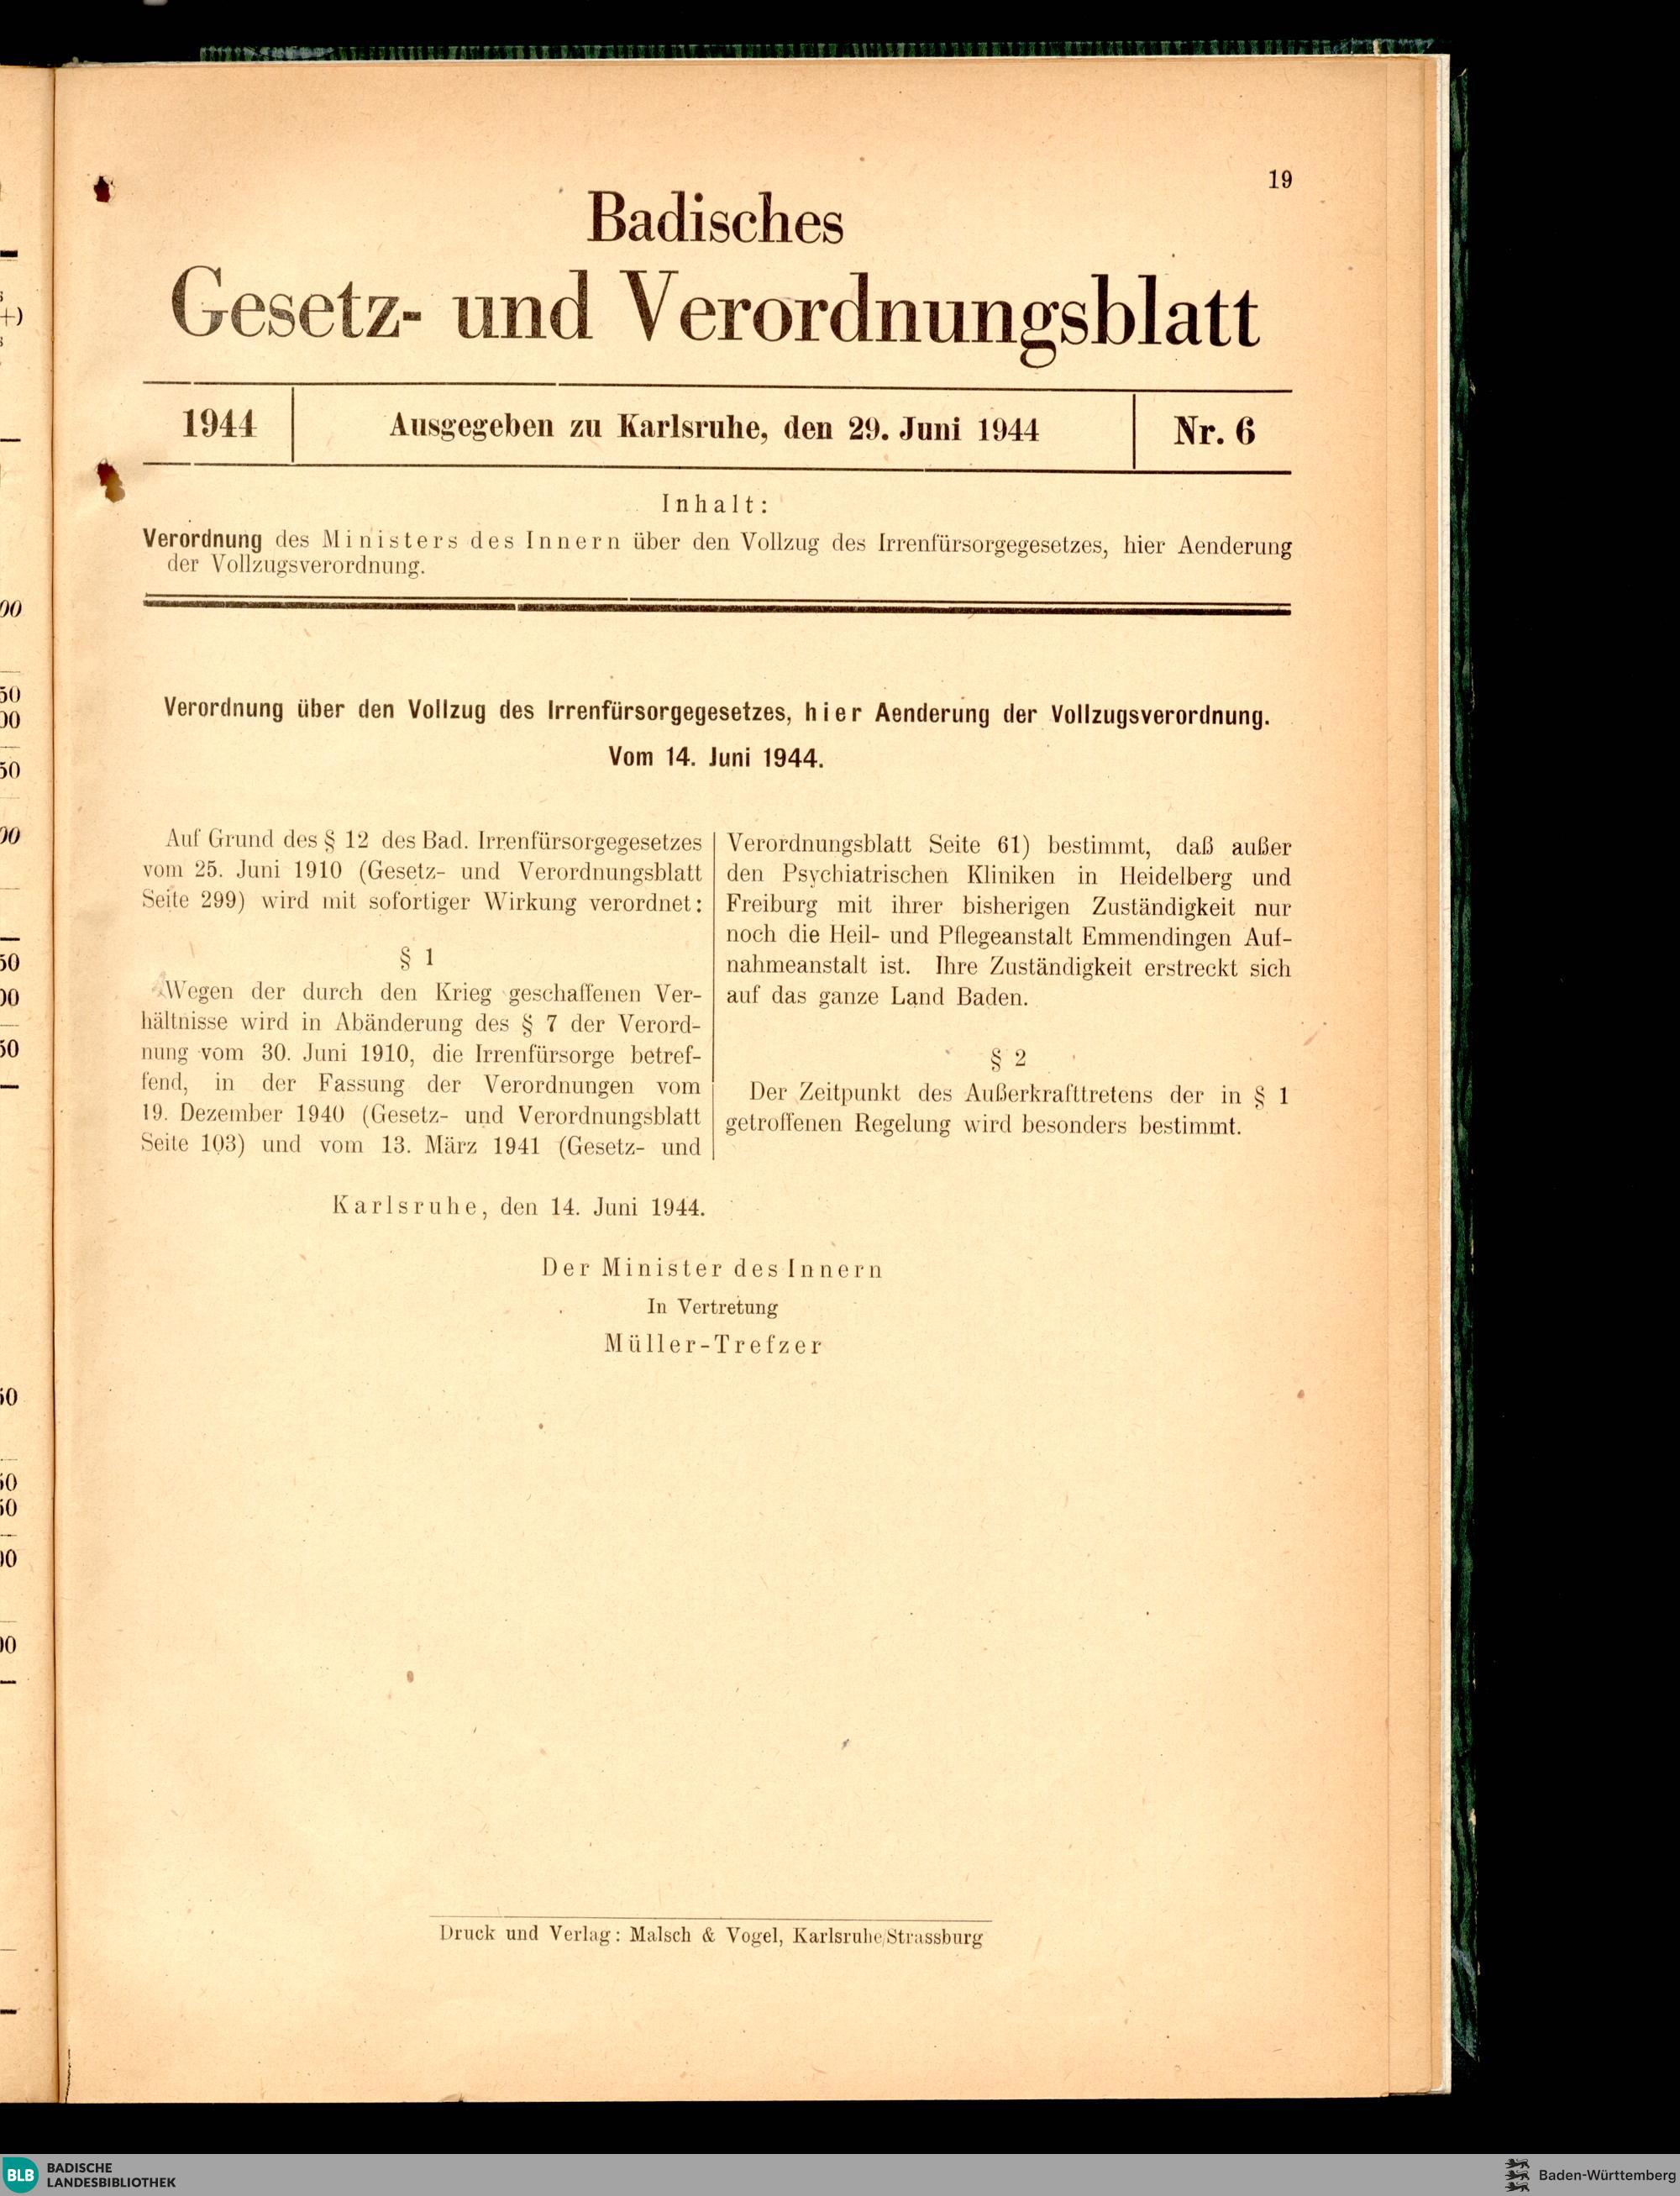 19
Badisches
Gesetz- und Verordnungsblatt
1944
Ausgegeben zu Karlsruhe, den 29. Juni 1944
Nr. 6
Inhalt:
Verordnung des Ministers des Innern über den Vollzug des Irrenfürsorgegesetzes, hier Aenderung
der Vollzugsverordnung.
Verordnung über den Vollzug des Irrenfürsorgegesetzes, hier Aenderung der Vollzugsverordnung.
Vom 14. Juni 1944.
Auf Grund des § 12 des Bad. Irrenfürsorgegesetzes
vom 25. Juni 1910 (Gesetz- und Verordnungsblatt
Seite 299) wird mit sofortiger Wirkung verordnet:
§ 1
Wegen der durch den Krieg geschaffenen Ver-
hältnisse wird in Abänderung des § 7 der Verord-
nung vom 30. Juni 1910, die Irrenfürsorge betref-
fend, in der Fassung der Verordnungen vom
19. Dezember 1940 (Gesetz- und Verordnungsblatt
Seite 103) und vom 13. März 1941 (Gesetz- und
Verordnungsblatt Seite 61) bestimmt, daß außer
den Psychiatrischen Kliniken in Heidelberg und
Freiburg mit ihrer bisherigen Zuständigkeit nur
noch die Heil- und Pflegeanstalt Emmendingen Auf-
nahmeanstalt ist. Ihre Zuständigkeit erstreckt sich
auf das ganze Land Baden.
§ 2
Der Zeitpunkt des Außerkrafttretens der in § 1
getroffenen Regelung wird besonders bestimmt.
Karlsruhe, den 14. Juni 1944.
Der Minister des Innern
In Vertretung
Müller-Trefzer
Druck und Verlag: Malsch & Vogel, Karlsruhe/Strassburg
BLB BADISCHE
LANDESBIBLIOTHEK
Baden-Württemberg